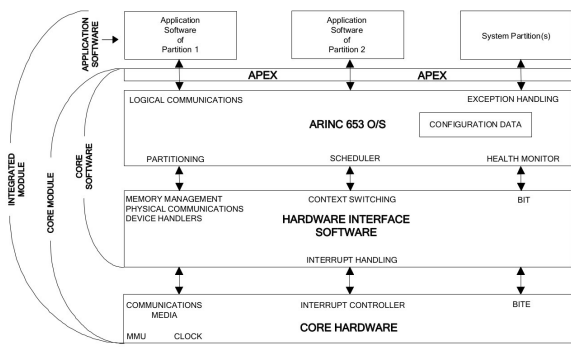 INTEGRATED
MODULE
CORE MODULE
CORE
SOFTWARE
APPLICATION
SOFTWARE
Application
Software
of
Partition 1
Application
Software
of
Partition 2
System Partition(s)
APEX APEX
LOGICAL COMMUNICATIONS EXCEPTION HANDLING
ARINC 653 O/S CONFIGURATION DATA
PARTITIONING SCHEDULER HEALTH MONITOR
MEMORY MANAGEMENT CONTEXT SWITCHING BIT
PHYSICAL COMMUNICATIONS
DEVICE HANDLERS
HARDWARE INTERFACE
SOFTWARE
INTERRUPT HANDLING
COMMUNICATIONS
MEDIA
INTERRUPT CONTROLLER BITE
CORE HARDWARE
MMU CLOCK